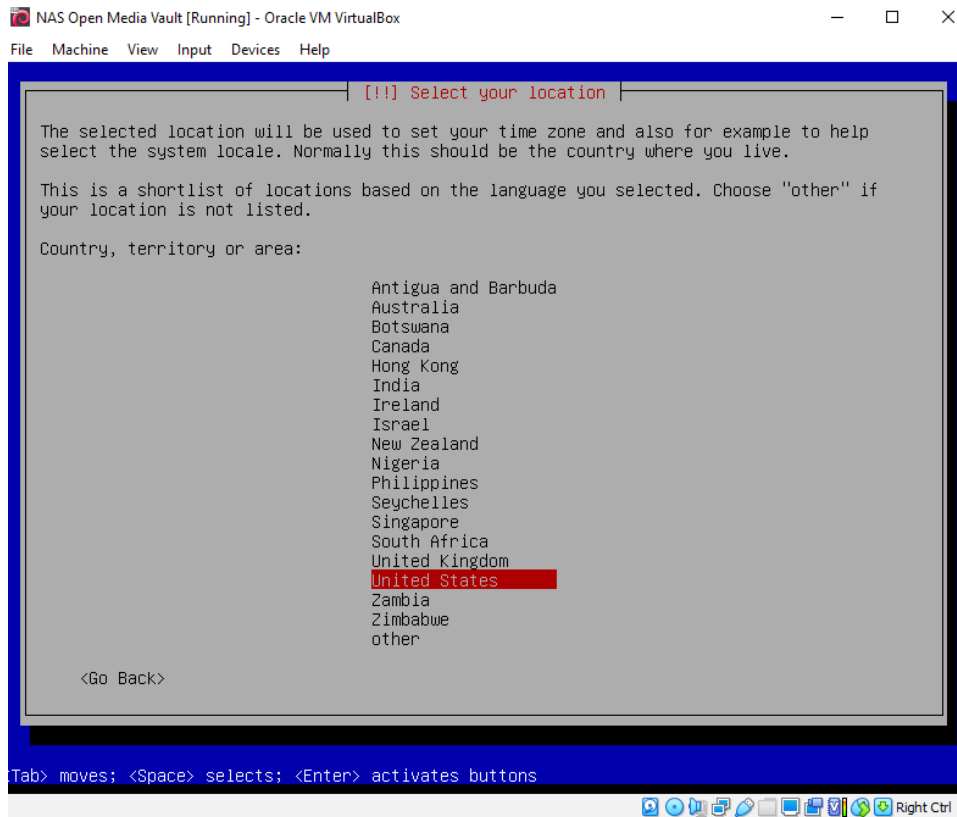 NAS Open Media Vault [Running] - Oracle VM VirtualBox
File Machine View Input Devices Help
[!!] Select your location
The selected location will be used to set your time zone and also for example to help
select the system locale. Normally this should be the country where you live.
This is a shortlist of locations based on the language you selected. Choose "other" if
your location is not listed.
Country, territory or area:
Antigua and Barbuda
Australia
Botswana
Canada
Hong Kong
India
Ireland
Israel
New Zealand
Nigeria
Philippines
Seychelles
Singapore
South Africa
United Kingdom
United States
Zambia
Zimbabwe
other
<Go Back>
<Tab> moves; <Space> selects; <Enter> activates buttons
Right Ctrl